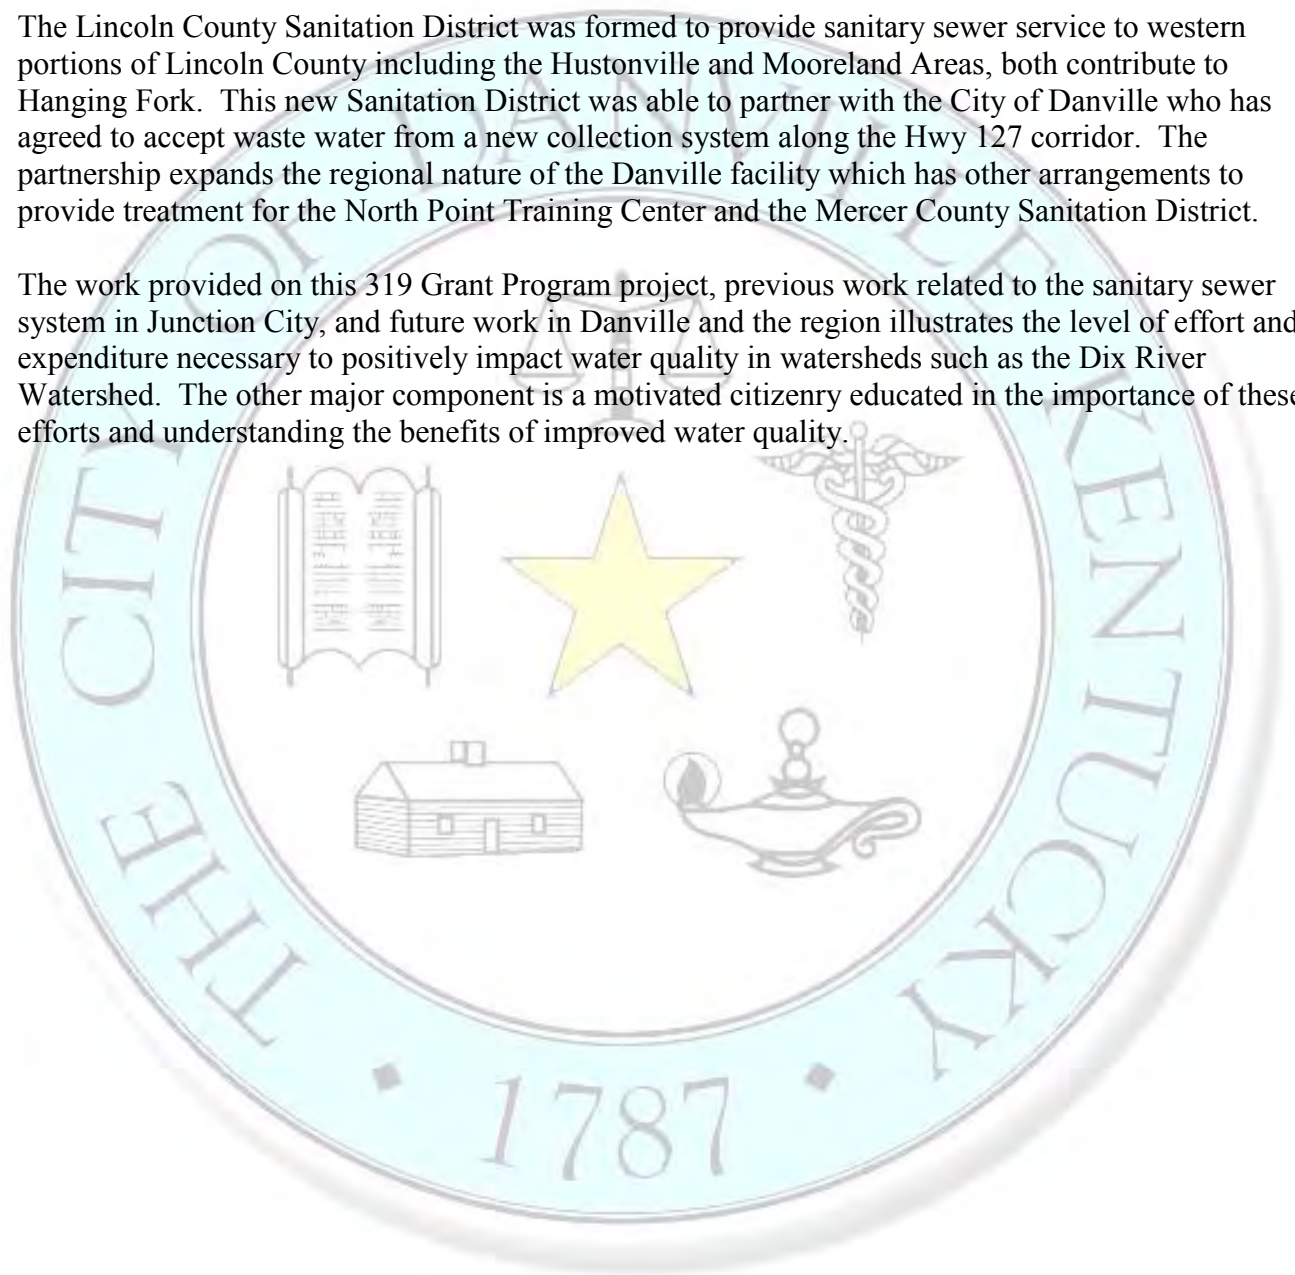 The Lincoln County Sanitation District was formed to provide sanitary sewer service to western
portions of Lincoln County including the Hustonville and Mooreland Areas, both contribute to
Hanging Fork.  This new Sanitation District was able to partner with the City of Danville who has
agreed to accept waste water from a new collection system along the Hwy 127 corridor.  The
partnership expands the regional nature of the Danville facility which has other arrangements to
provide treatment for the North Point Training Center and the Mercer County Sanitation District.
The work provided on this 319 Grant Program project, previous work related to the sanitary sewer
system in Junction City, and future work in Danville and the region illustrates the level of effort and
expenditure necessary to positively impact water quality in watersheds such as the Dix River
Watershed.  The other major component is a motivated citizenry educated in the importance of these
efforts and understanding the benefits of improved water quality.
THE CITY OF DANVILLE KENTUCKY
1787